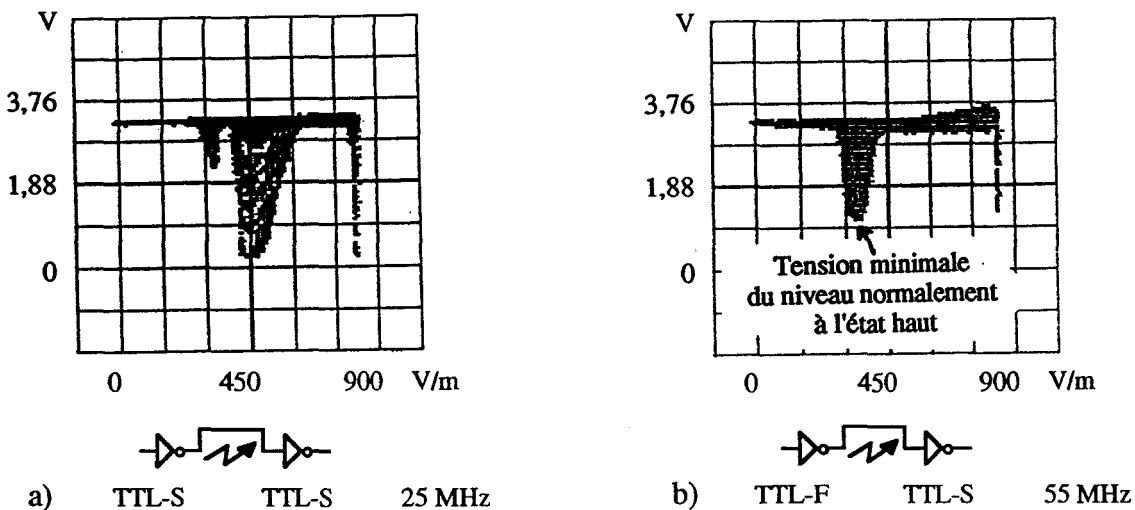 V
3,76
1,88
0
0 450 900 V/m
a) TTL-S TTL-S 25 MHz
V
3,76
1,88
0
Tension minimale
du niveau normalement
à l'état haut
0 450 900 V/m
b) TTL-F TTL-S 55 MHz